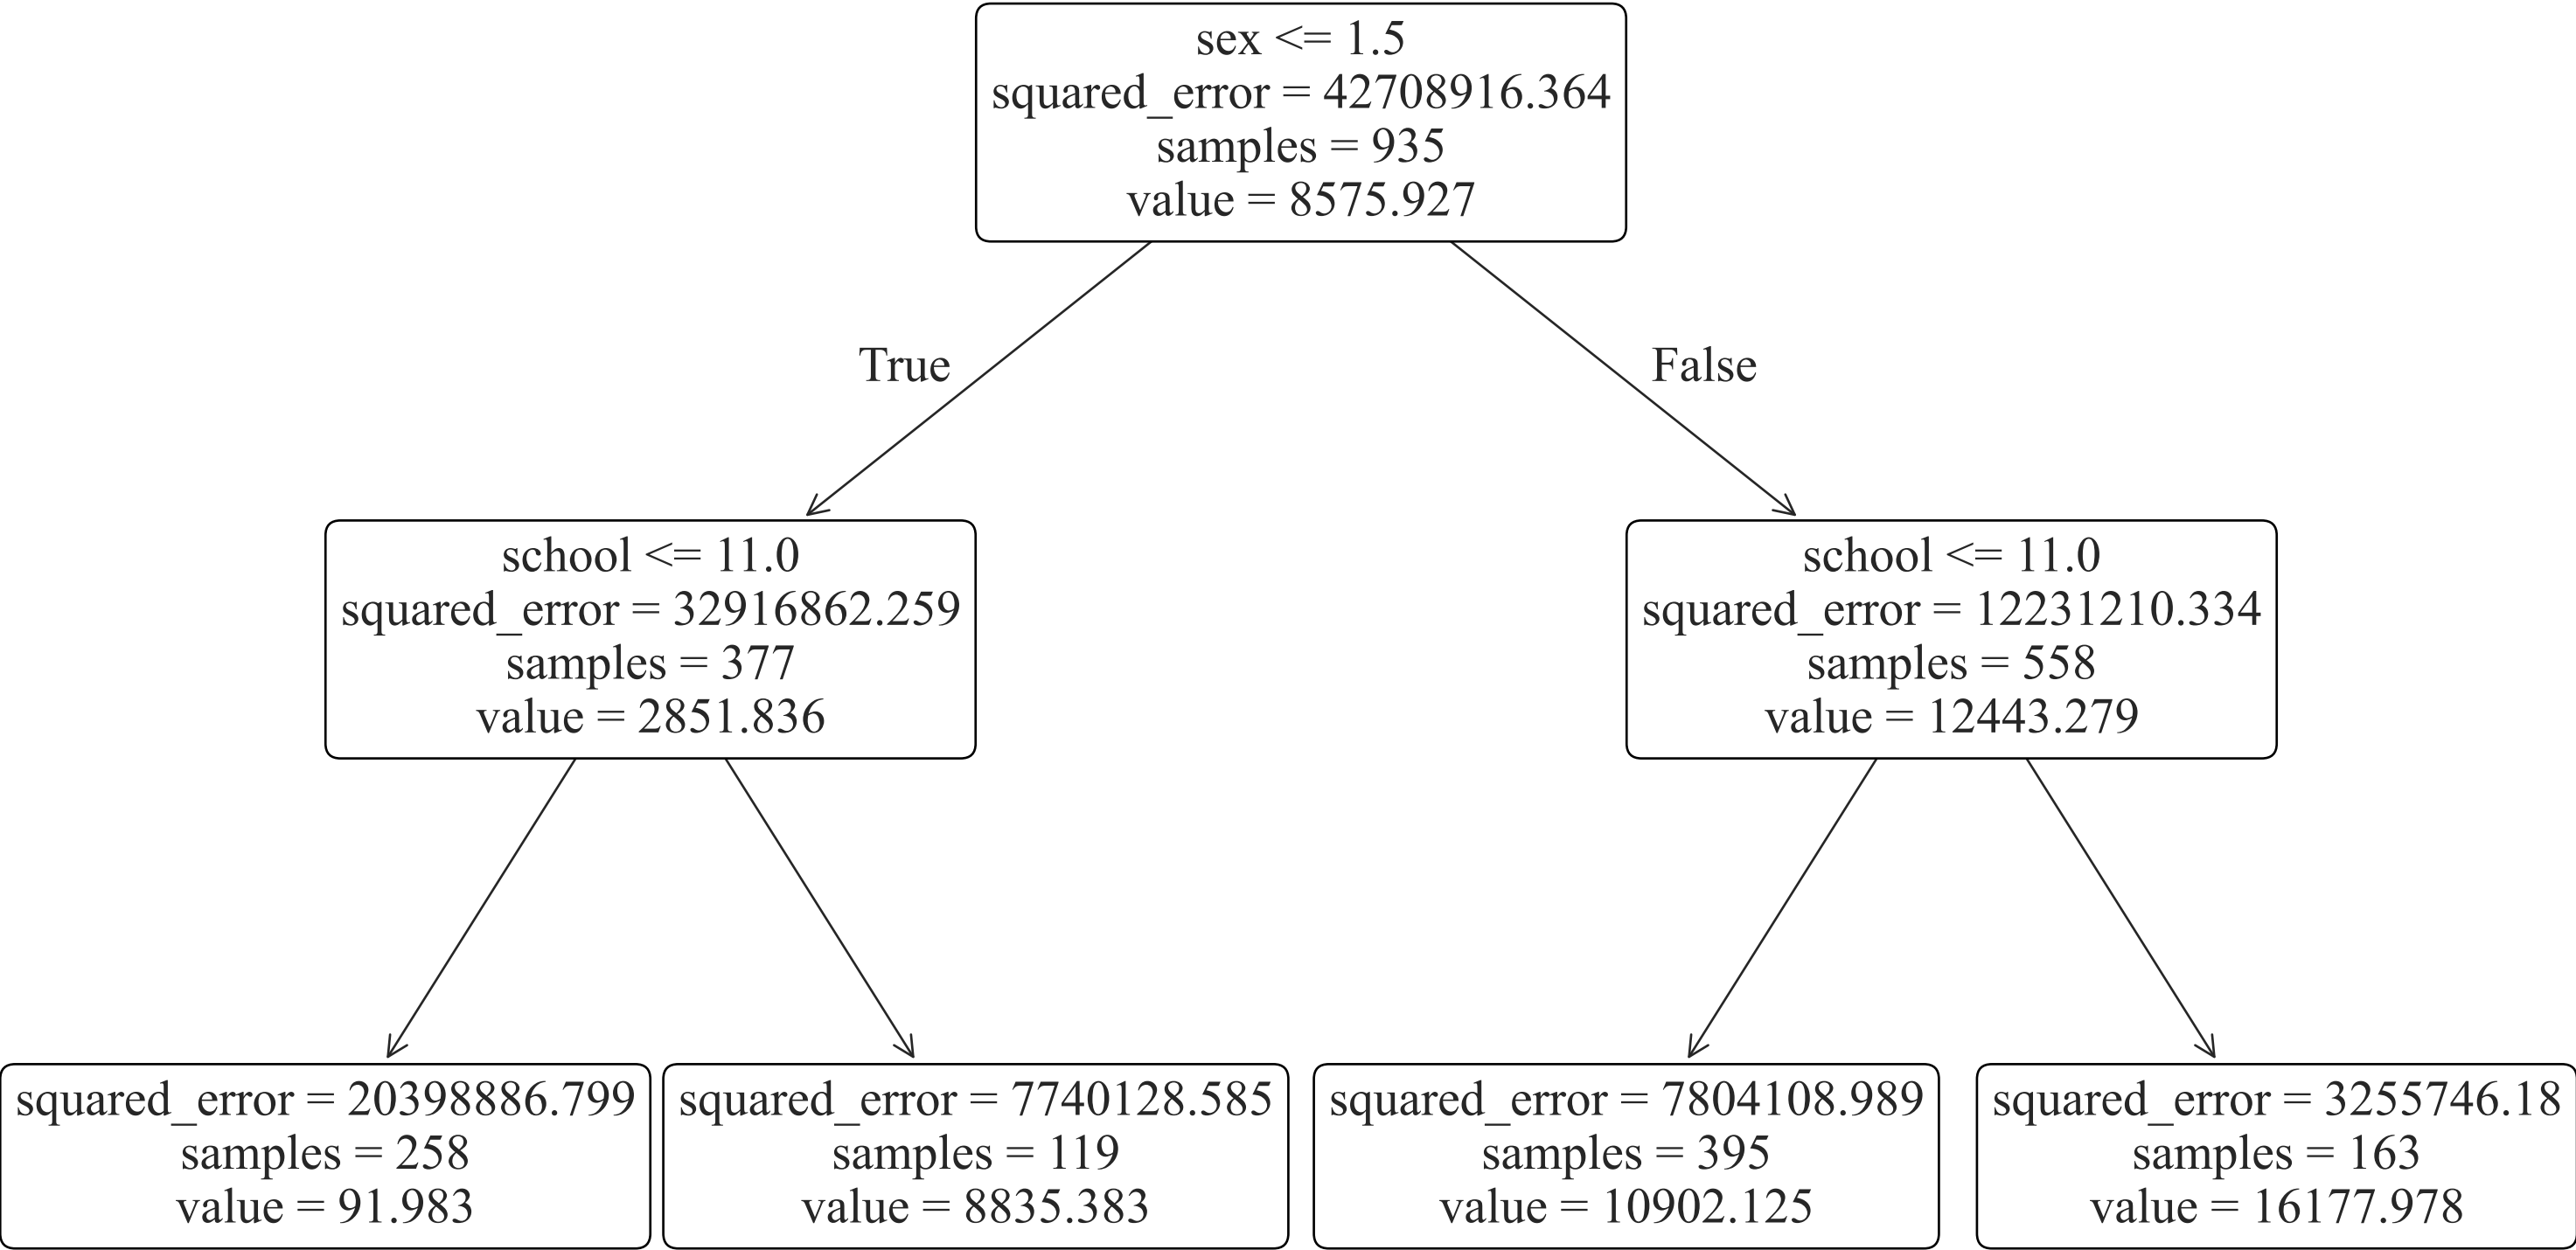 sex <= 1.5
squared_error = 42708916.364
samples = 935
value = 8575.927
True
False
school <= 11.0
squared_error = 32916862.259
samples = 377
value = 2851.836
school <= 11.0
squared_error = 12231210.334
samples = 558
value = 12443.279
squared_error = 20398886.799
samples = 258
value = 91.983
squared_error = 7740128.585
samples = 119
value = 8835.383
squared_error = 7804108.989
samples = 395
value = 10902.125
squared_error = 3255746.18
samples = 163
value = 16177.978